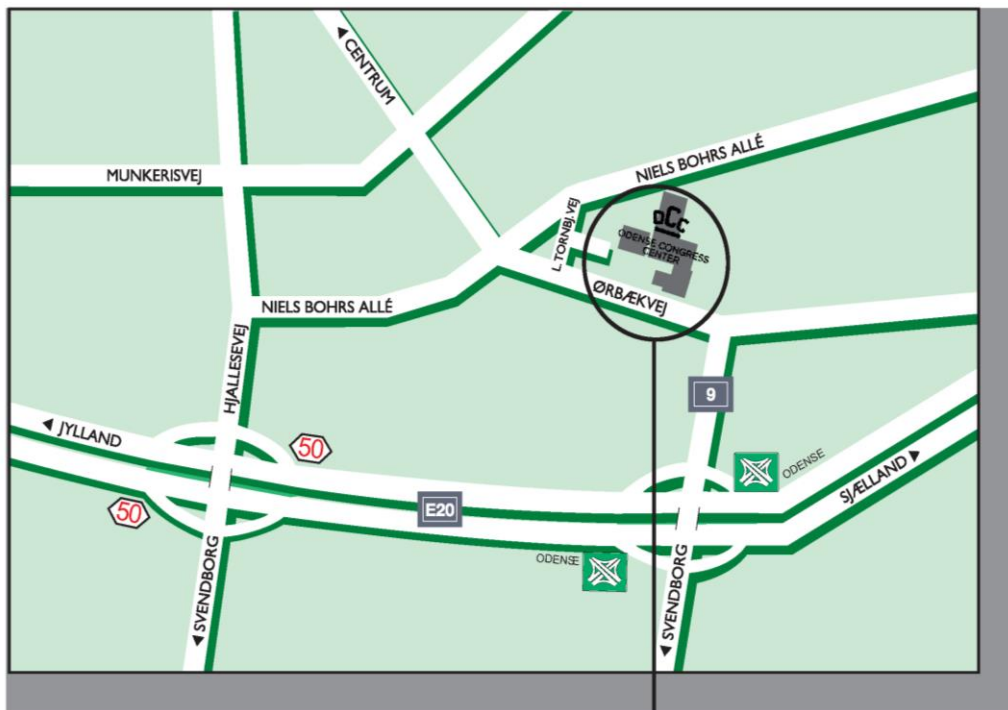 CENTRUM
MUNKERISVEJ
NIELS BOHRS ALLÉ
L. TORNBJ. VEJ
OCC
ODENSE CONGRESS
CENTER
ØRBÆKVEJ
NIELS BOHRS ALLÉ
HJALLESEVEJ
9
JYLLAND
50
ODENSE
SJÆLLAND
50
E20
ODENSE
SVENDBORG
SVENDBORG